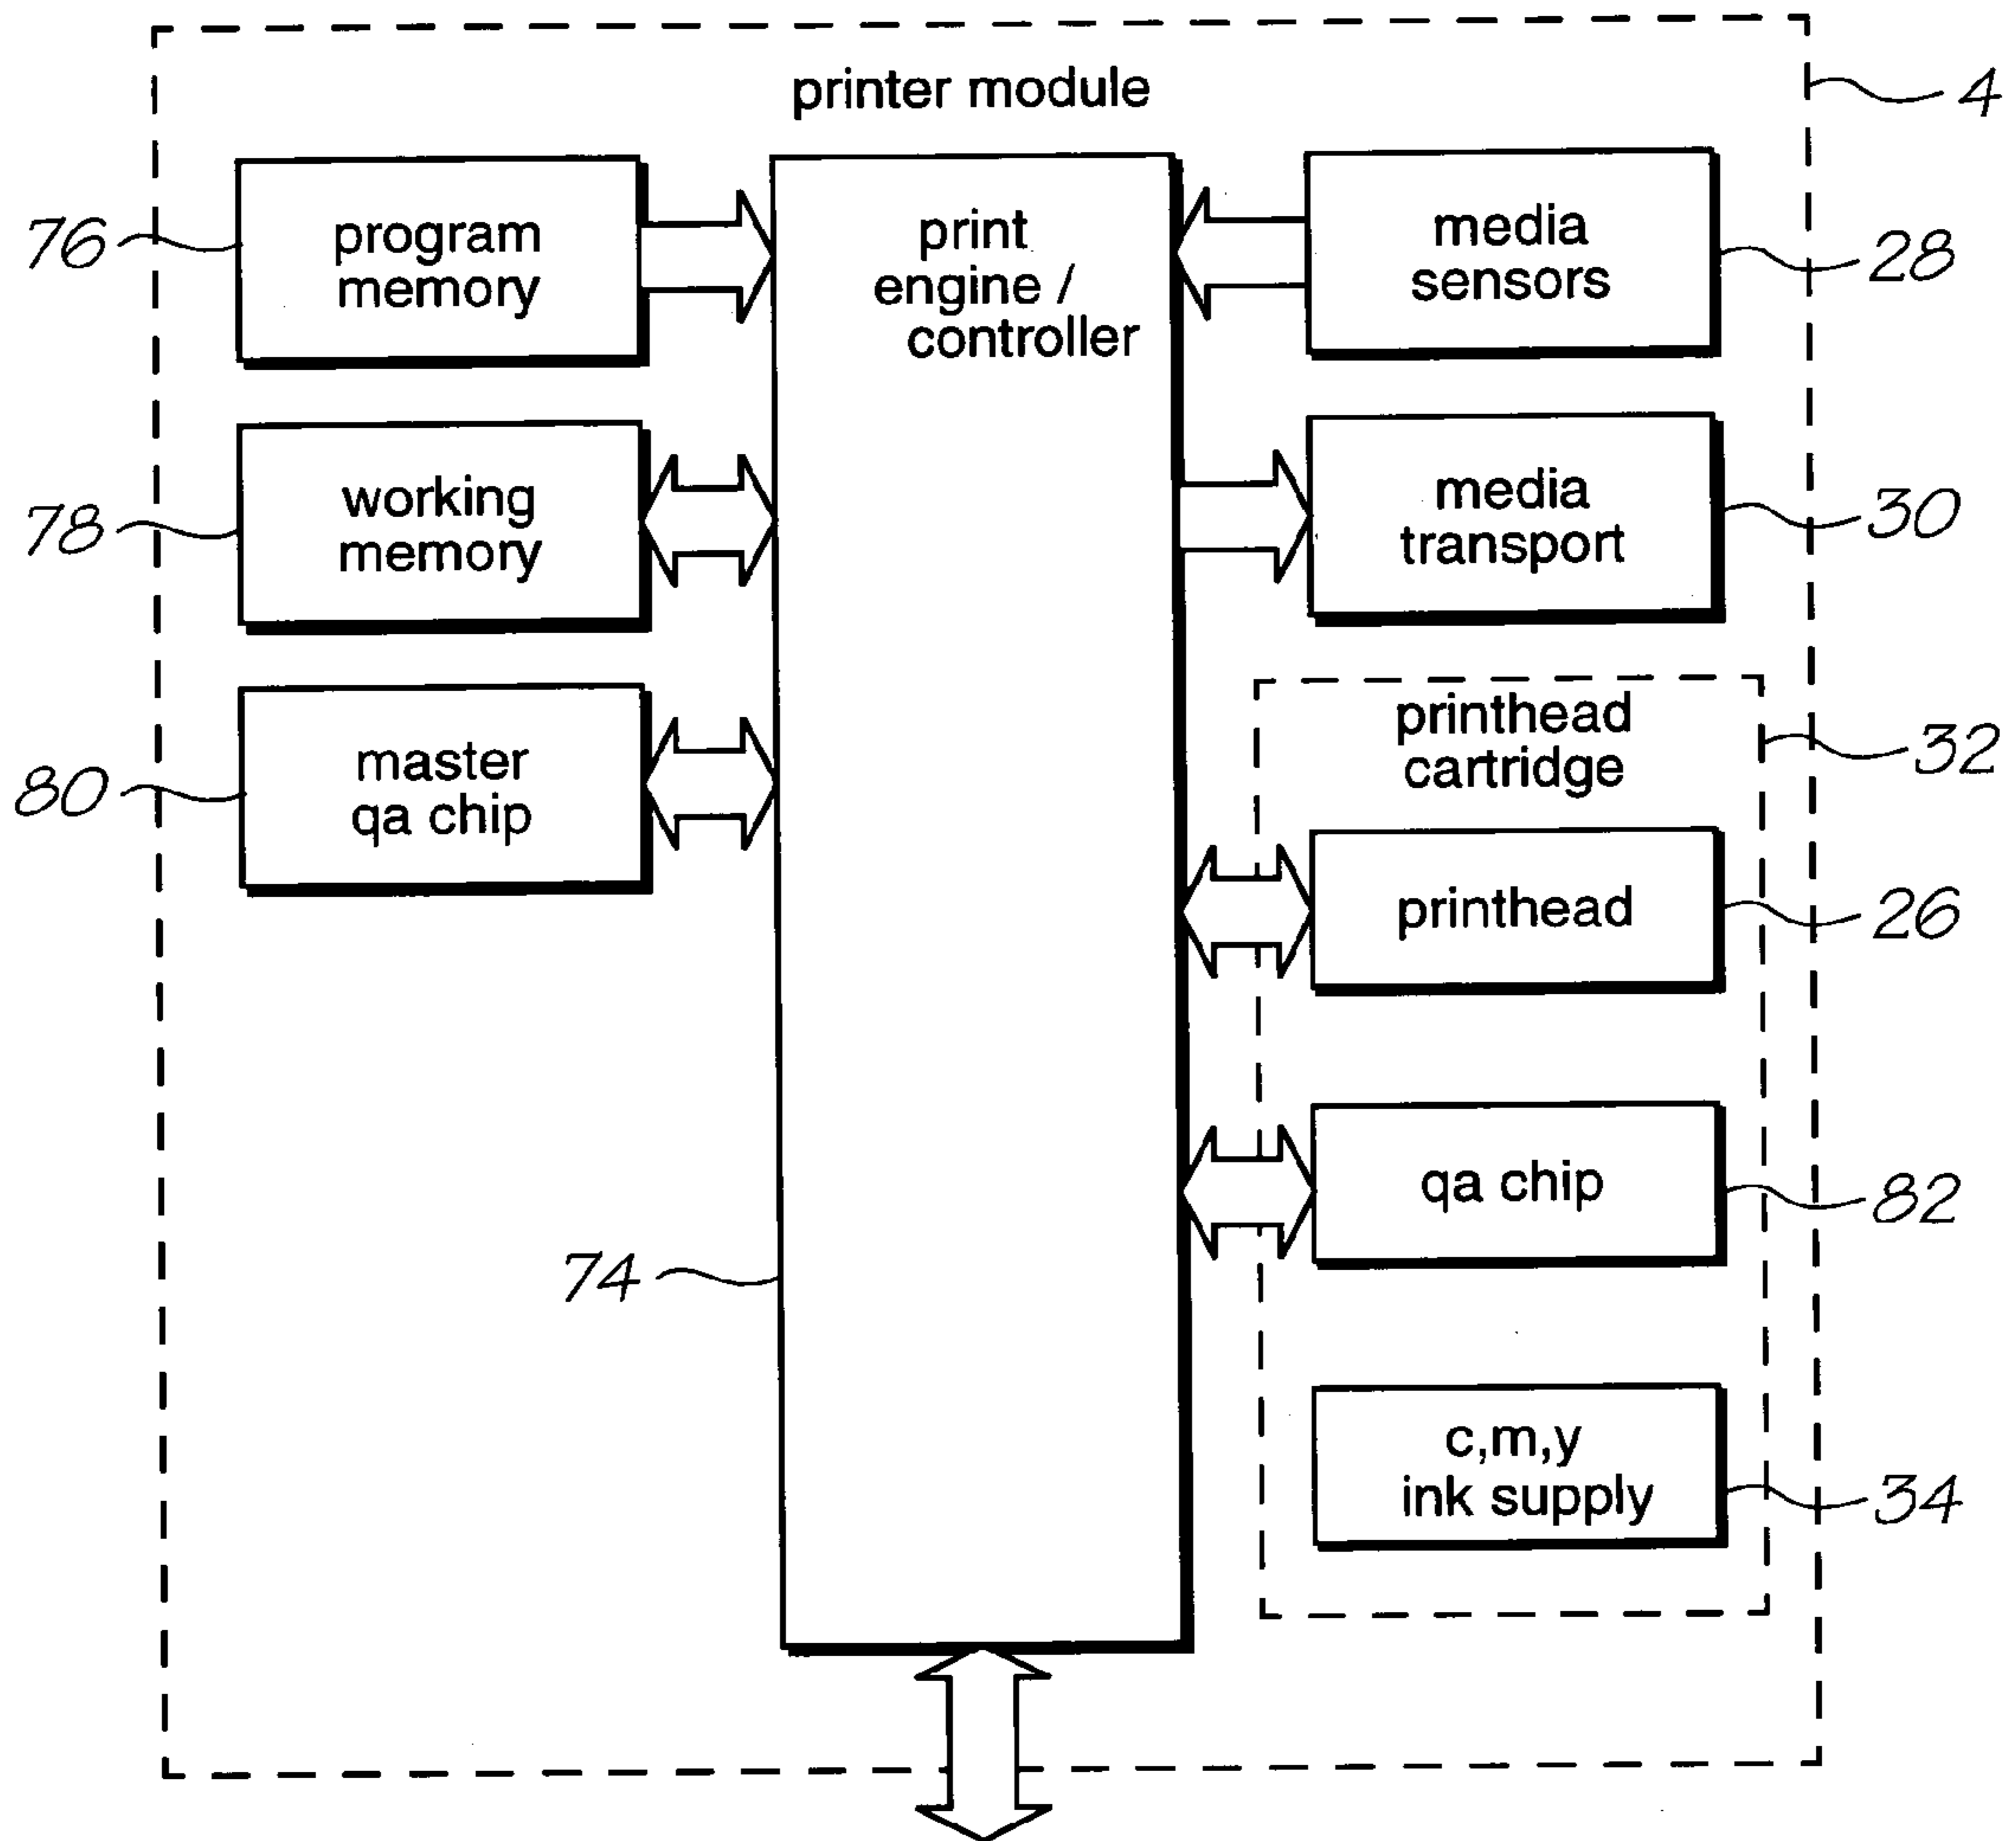 printer module
4
76
program
memory
print
engine /
controller
media
sensors
28
78
working
memory
media
transport
30
80
master
qa chip
printhead
cartridge
32
printhead
26
74
qa chip
82
c,m,y
ink supply
34